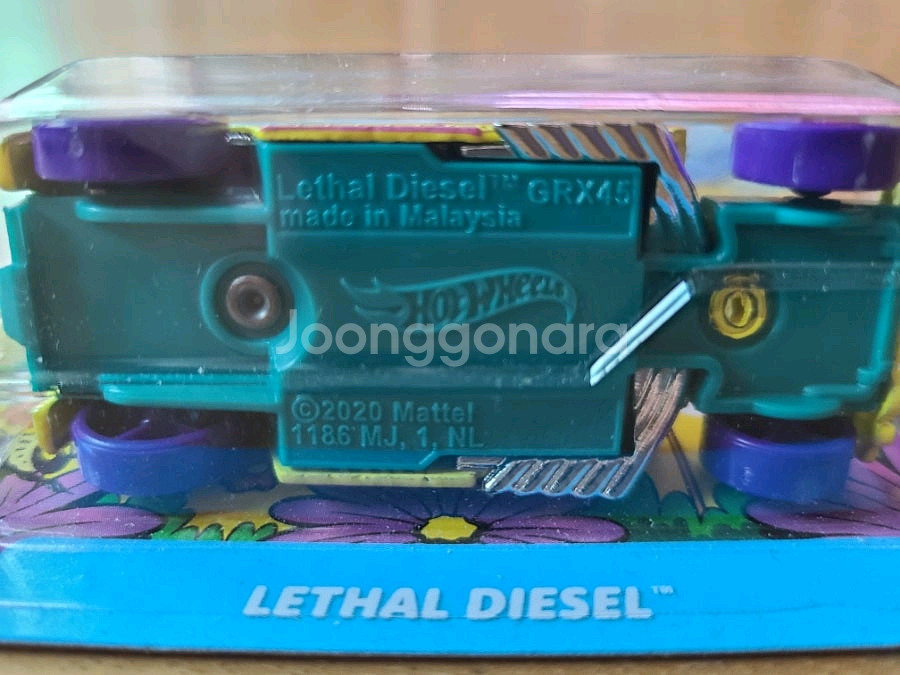 Lethal Diesel™ GRX45
made in Malaysia
HOT WHEELS
Joonggonara
©2020 Mattel
1186 MJ, 1, NL
LETHAL DIESEL™